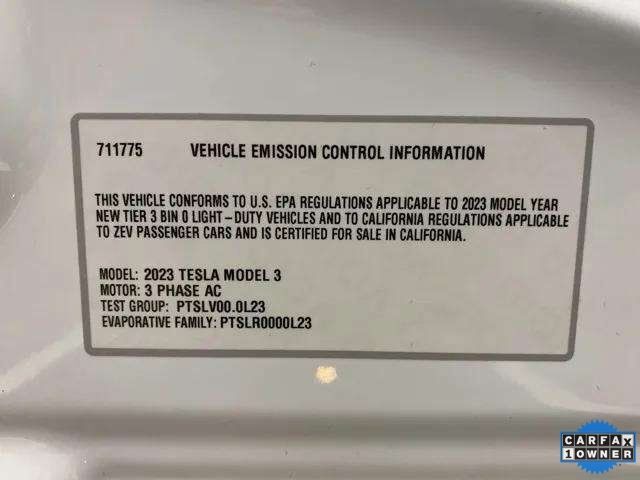 711775 VEHICLE EMISSION CONTROL INFORMATION
THIS VEHICLE CONFORMS TO U.S. EPA REGULATIONS APPLICABLE TO 2023 MODEL YEAR
NEW TIER 3 BIN 0 LIGHT-DUTY VEHICLES AND TO CALIFORNIA REGULATIONS APPLICABLE
TO ZEV PASSENGER CARS AND IS CERTIFIED FOR SALE IN CALIFORNIA.
MODEL: 2023 TESLA MODEL 3
MOTOR: 3 PHASE AC
TEST GROUP: PTSLV00.0L23
EVAPORATIVE FAMILY: PTSLR0000L23
CARFAX
1 OWNER